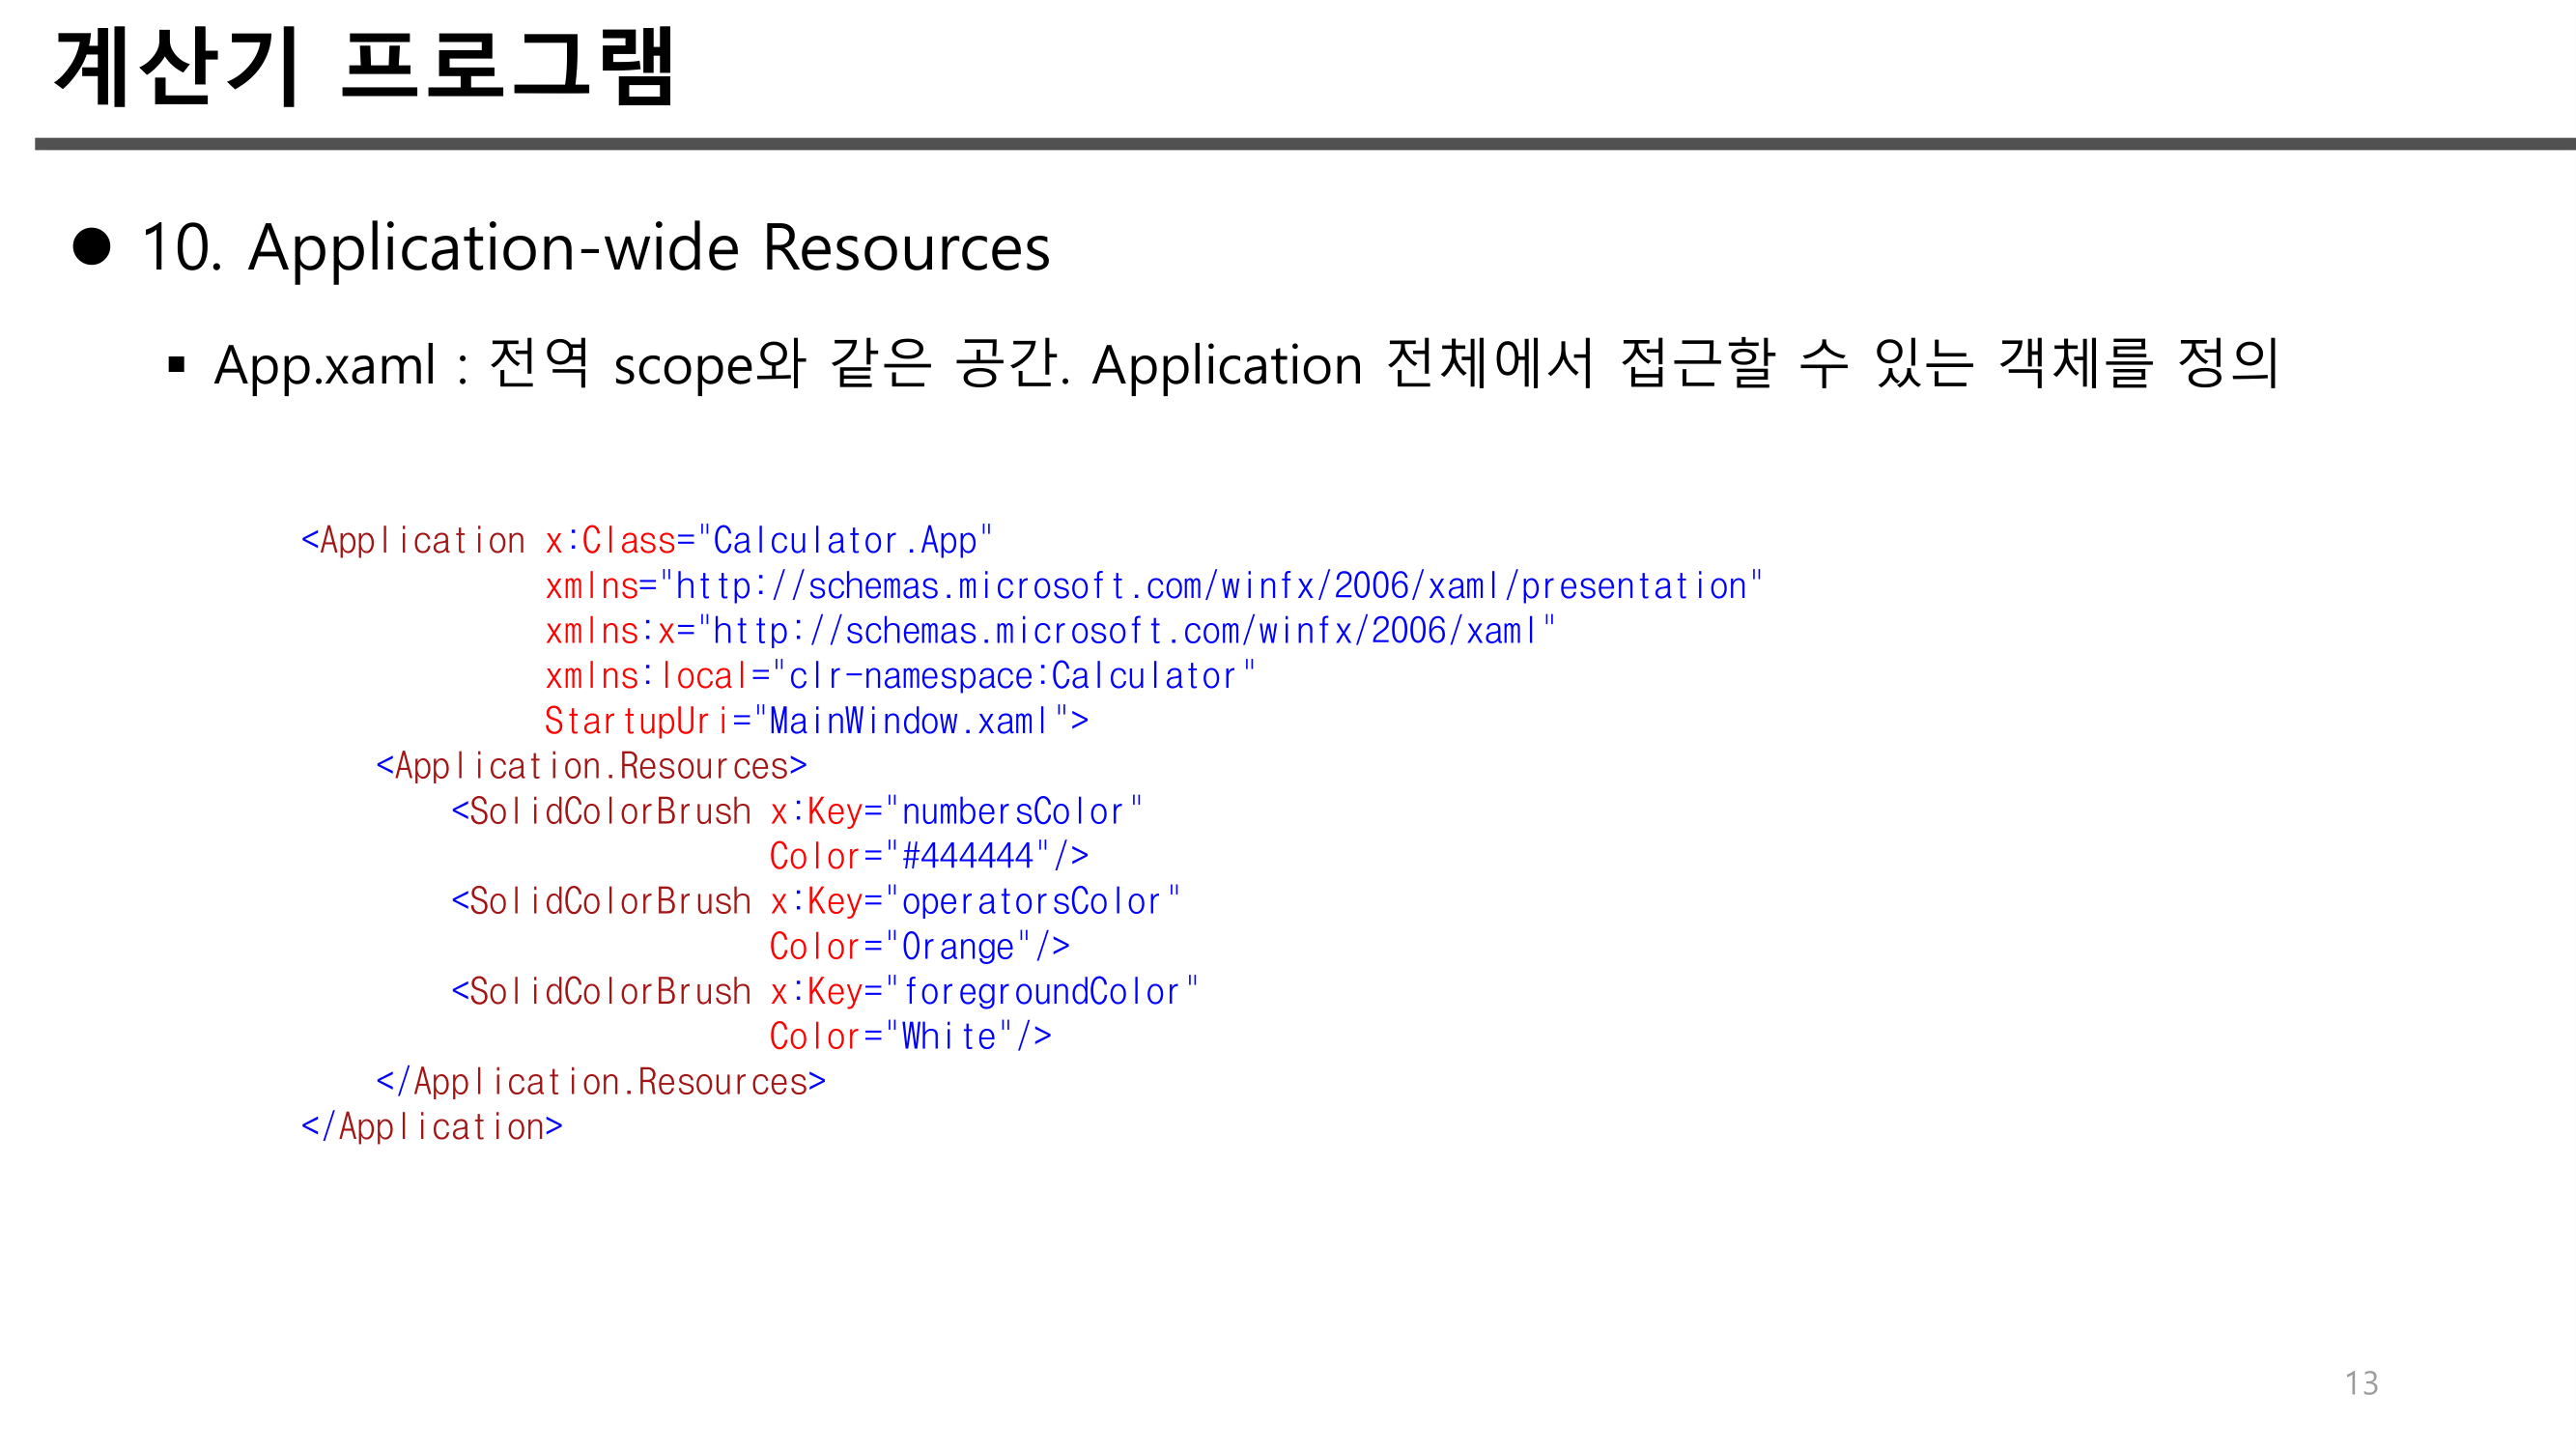 계산기 프로그램
● 10. Application-wide Resources
▪ App.xaml : 전역 scope와 같은 공간. Application 전체에서 접근할 수 있는 객체를 정의
<Application x:Class="Calculator.App"
             xmlns="http://schemas.microsoft.com/winfx/2006/xaml/presentation"
             xmlns:x="http://schemas.microsoft.com/winfx/2006/xaml"
             xmlns:local="clr-namespace:Calculator"
             StartupUri="MainWindow.xaml">
    <Application.Resources>
        <SolidColorBrush x:Key="numbersColor"
                         Color="#444444"/>
        <SolidColorBrush x:Key="operatorsColor"
                         Color="Orange"/>
        <SolidColorBrush x:Key="foregroundColor"
                         Color="White"/>
    </Application.Resources>
</Application>
13